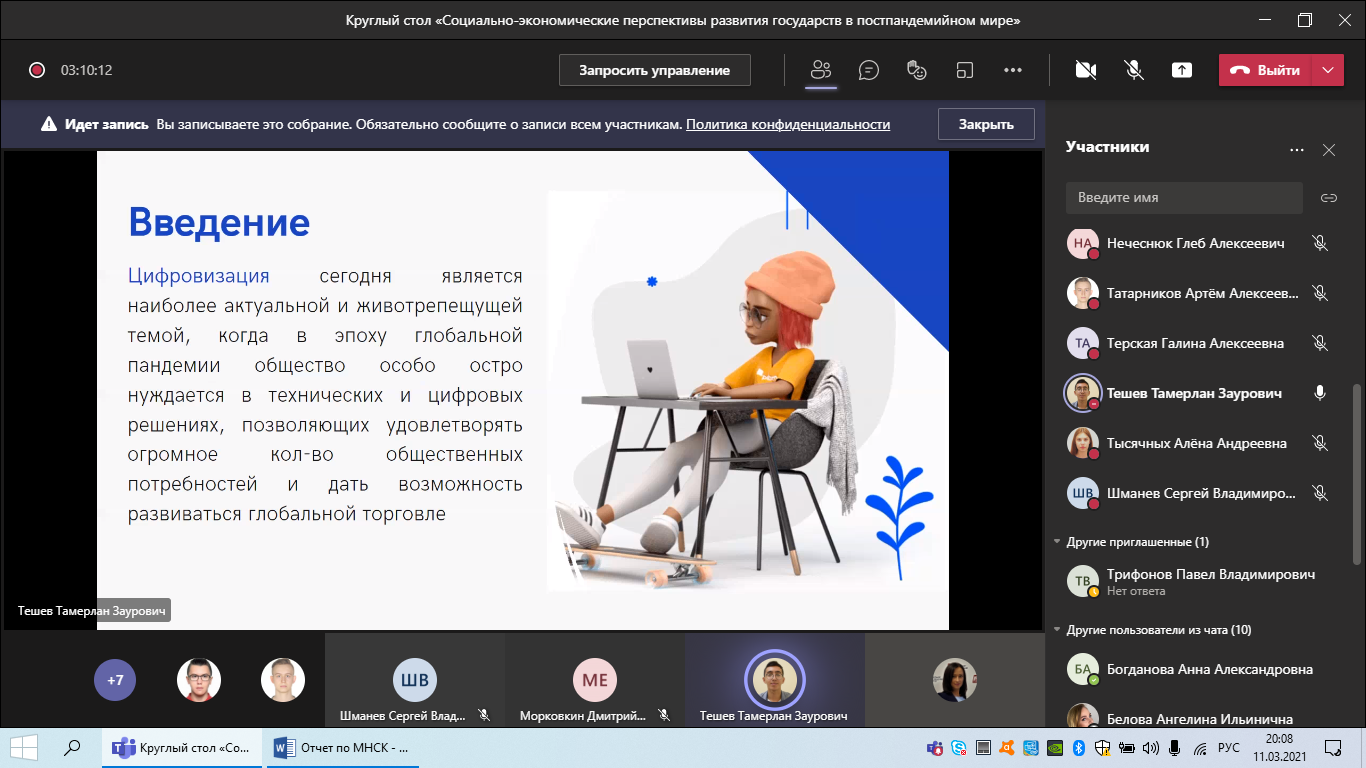 Круглый стол «Социально-экономические перспективы развития государств в постпандемийном мире»
03:10:12
Запросить управление
Выйти
Идет запись Вы записываете это собрание. Обязательно сообщите о записи всем участникам. Политика конфиденциальности
Закрыть
Введение
Цифровизация сегодня является
наиболее актуальной и животрепещущей
темой, когда в эпоху глобальной
пандемии общество особо остро
нуждается в технических и цифровых
решениях, позволяющих удовлетворять
огромное кол-во общественных
потребностей и дать возможность
развиваться глобальной торговле
Тешев Тамерлан Заурович
+7
ШВ
Шманев Сергей Влад...
МЕ
Морковкин Дмитрий...
Тешев Тамерлан Заурович
Участники
Введите имя
НА Нечеснюк Глеб Алексеевич
Татарников Артём Алексеев...
ТА Терская Галина Алексеевна
Тешев Тамерлан Заурович
Тысячных Алёна Андреевна
ШВ Шманев Сергей Владимиро...
Другие приглашенные (1)
ТВ Трифонов Павел Владимирович
Нет ответа
Другие пользователи из чата (10)
БА Богданова Анна Александровна
Белова Ангелина Ильинична
Круглый стол «Со...
Отчет по МНСК - ...
РУС
20:08
11.03.2021